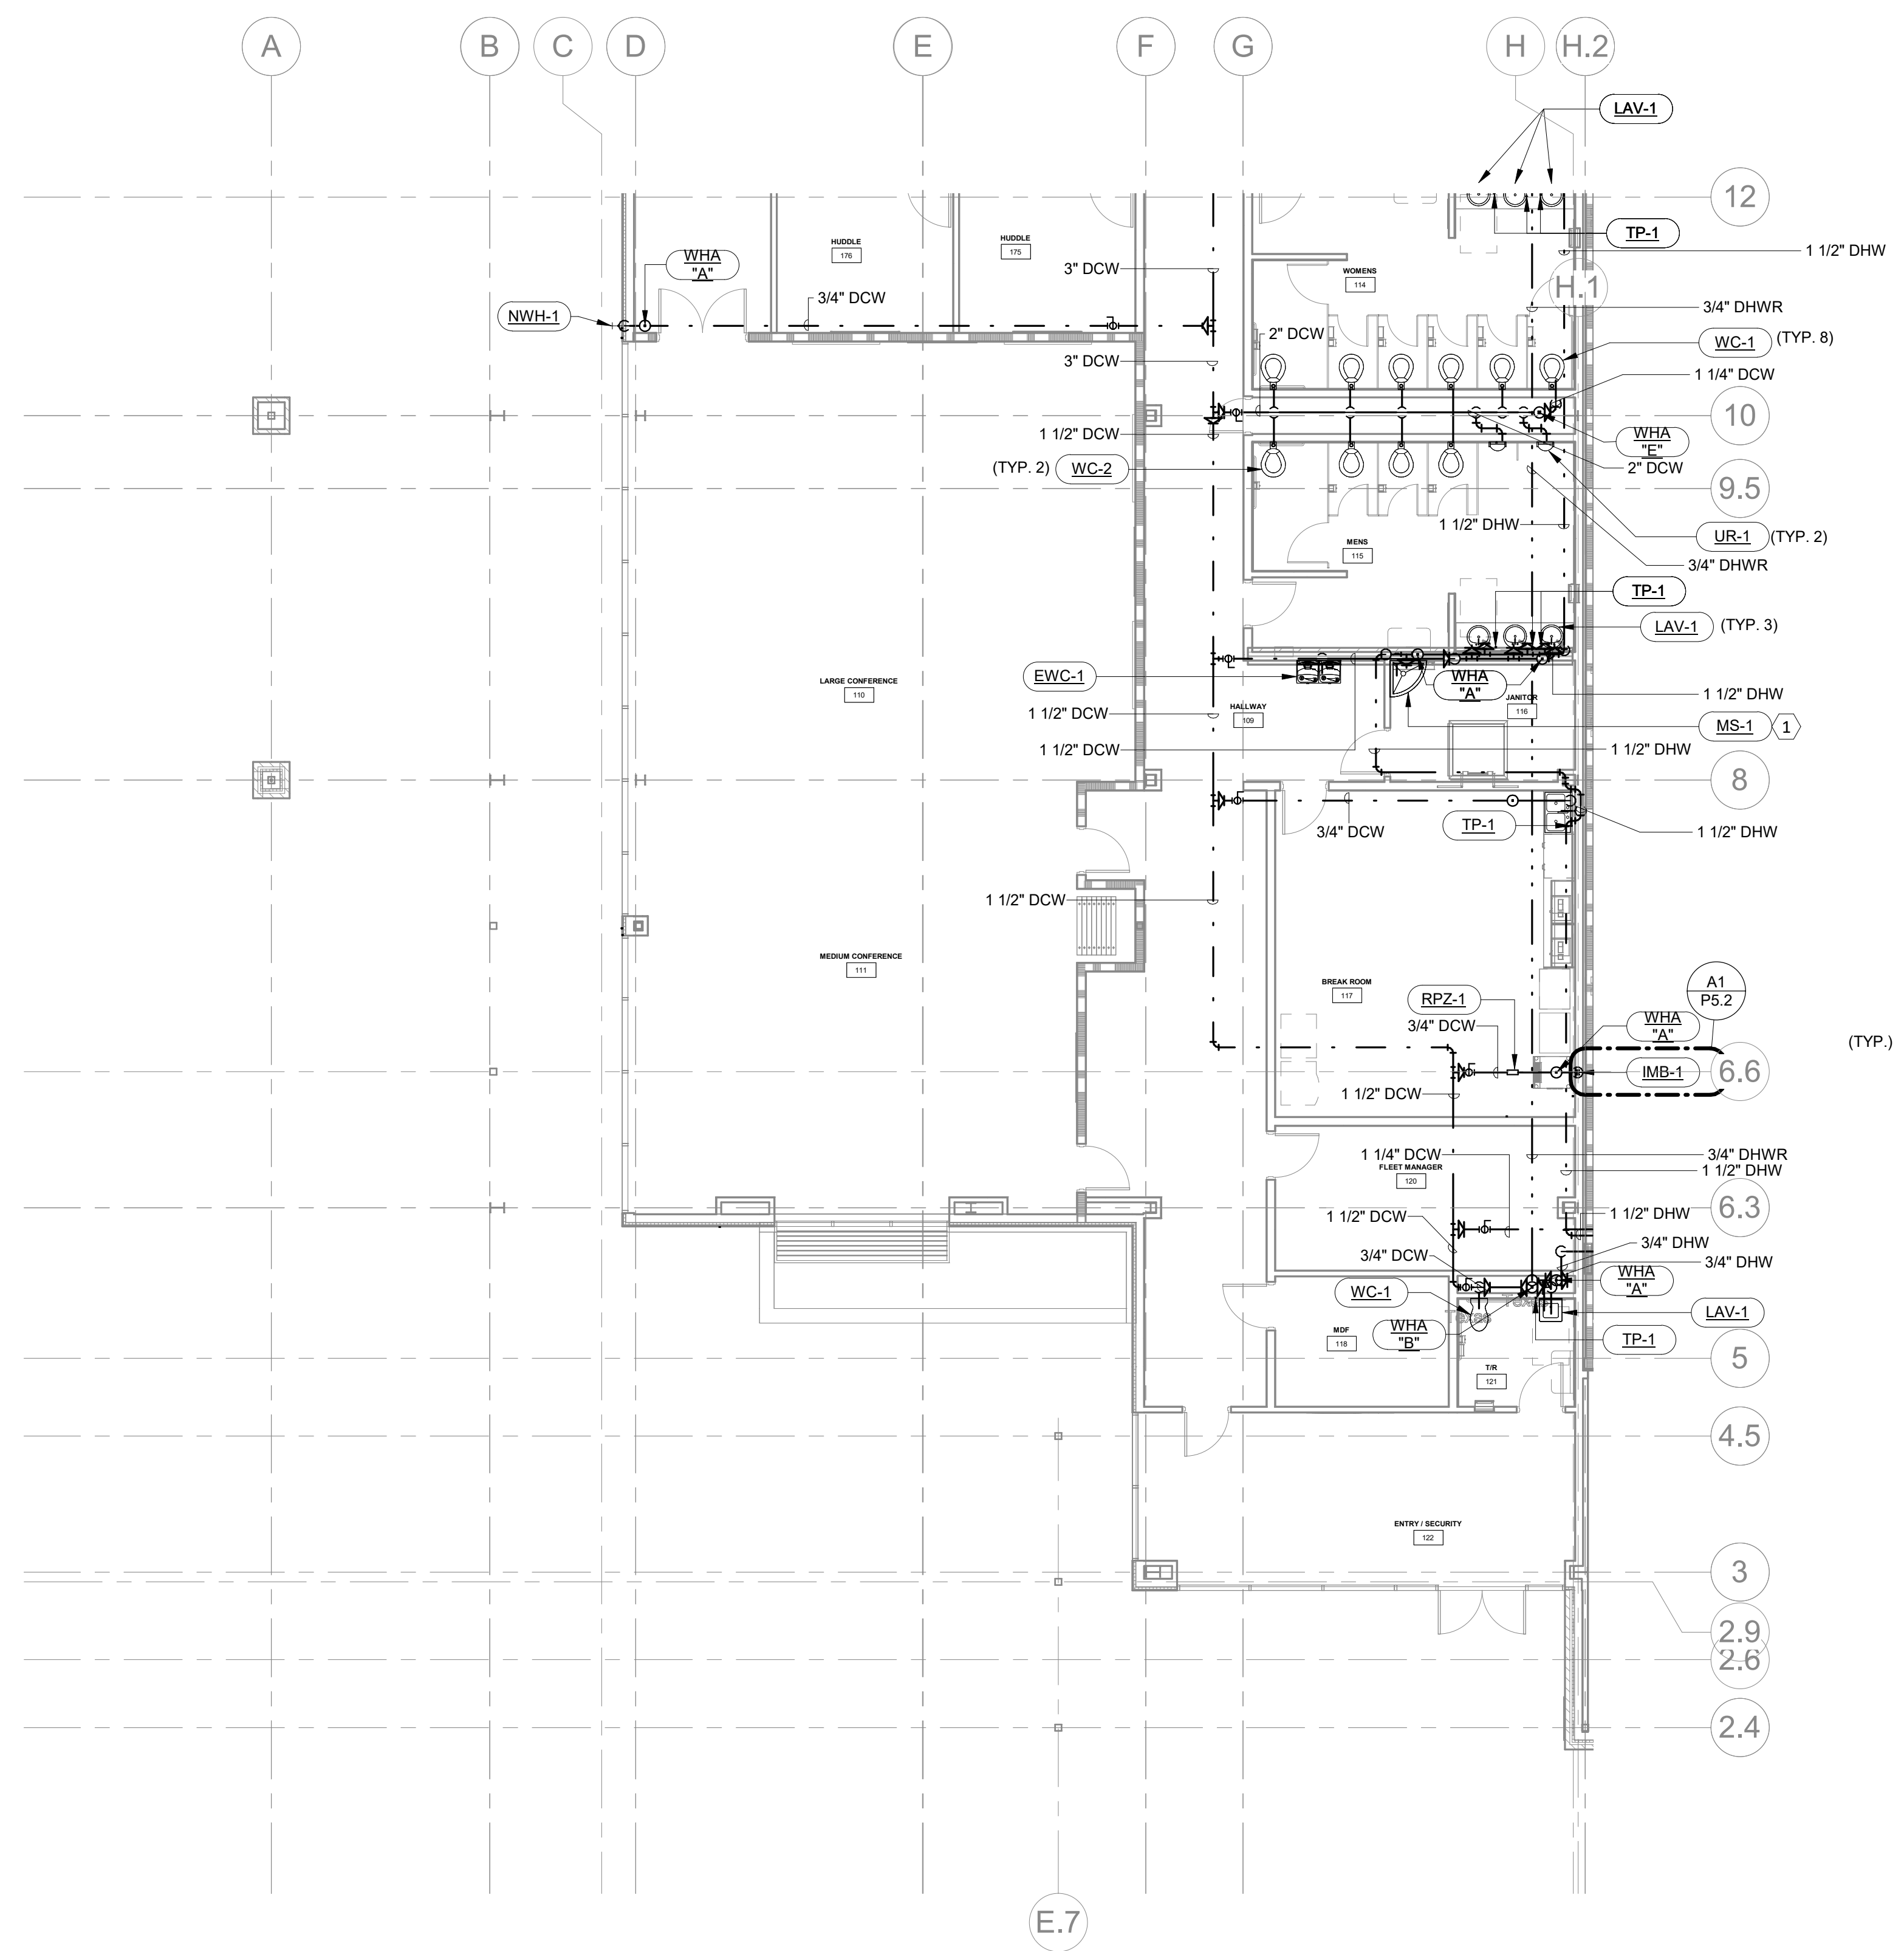 A
B
C
D
E
F
G
H
H.2
LAV-1
12
TP-1
HUDDLE
176
HUDDLE
175
WHA
"A"
3" DCW
WOMENS
114
1 1/2" DHW
H.1
NWH-1
3/4" DCW
3/4" DHWR
2" DCW
WC-1
(TYP. 8)
3" DCW
1 1/4" DCW
10
1 1/2" DCW
WHA
"E"
(TYP. 2)
WC-2
2" DCW
9.5
1 1/2" DHW
UR-1
(TYP. 2)
MENS
115
3/4" DHWR
TP-1
LAV-1
(TYP. 3)
EWC-1
LARGE CONFERENCE
110
WHA
"A"
JANITOR
116
1 1/2" DHW
HALLWAY
109
1 1/2" DCW
MS-1
1
1 1/2" DCW
1 1/2" DHW
8
3/4" DCW
TP-1
1 1/2" DHW
1 1/2" DCW
MEDIUM CONFERENCE
111
BREAK ROOM
117
A1
P5.2
RPZ-1
3/4" DCW
WHA
"A"
(TYP.)
IMB-1
6.6
1 1/2" DCW
1 1/4" DCW
FLEET MANAGER
120
3/4" DHWR
1 1/2" DHW
6.3
1 1/2" DCW
1 1/2" DHW
3/4" DCW
3/4" DHW
3/4" DHW
WC-1
WHA
"A"
LAV-1
WHA
"B"
TP-1
MDF
118
5
T/R
121
4.5
ENTRY / SECURITY
122
3
2.9
2.6
2.4
E.7